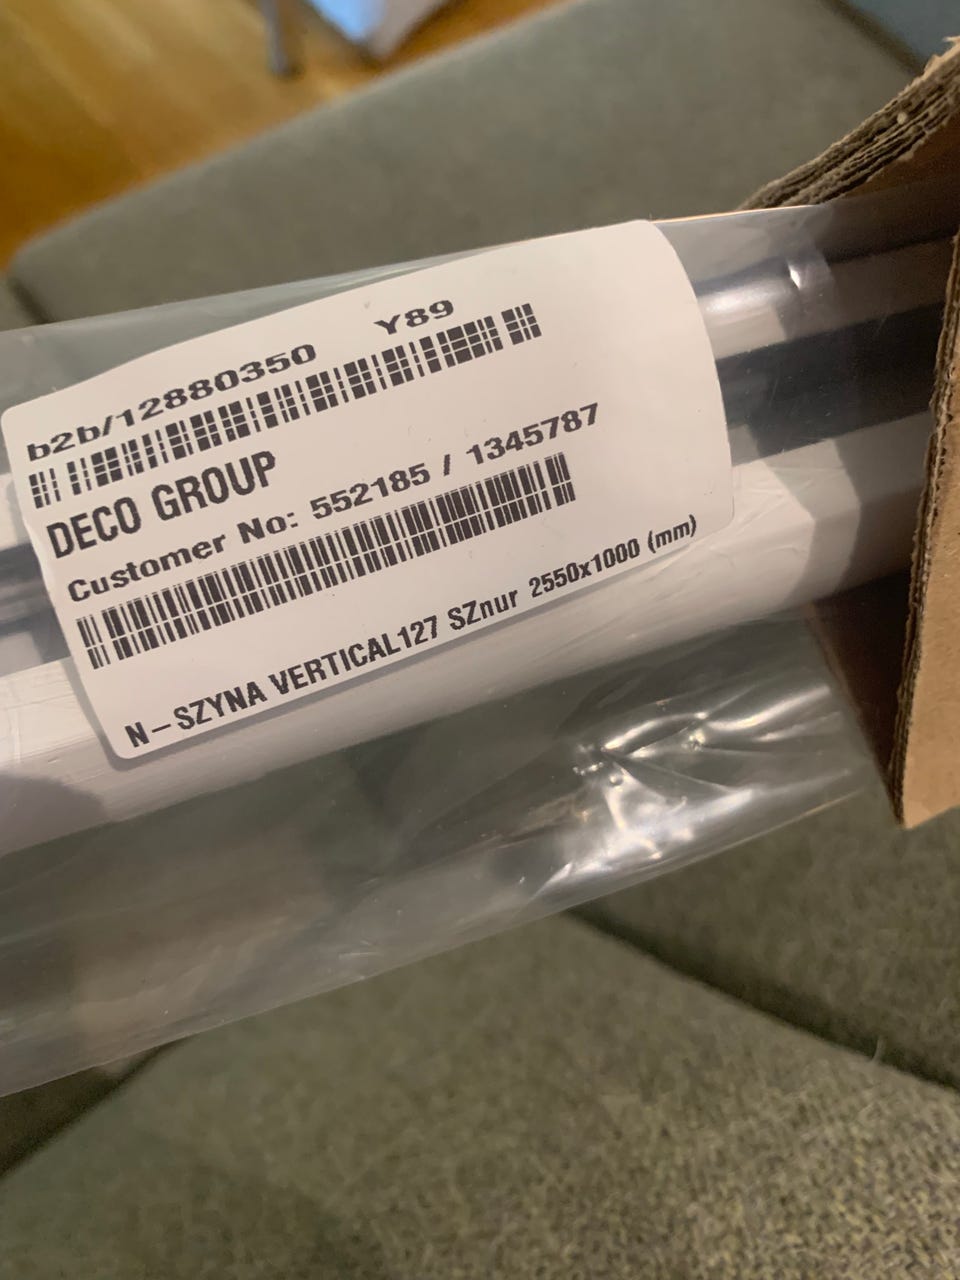 b2b/12880350 Y89
DECO GROUP
Customer No: 552185 / 1345787
N-SZYNA VERTICAL127 SZnur 2550x1000 (mm)